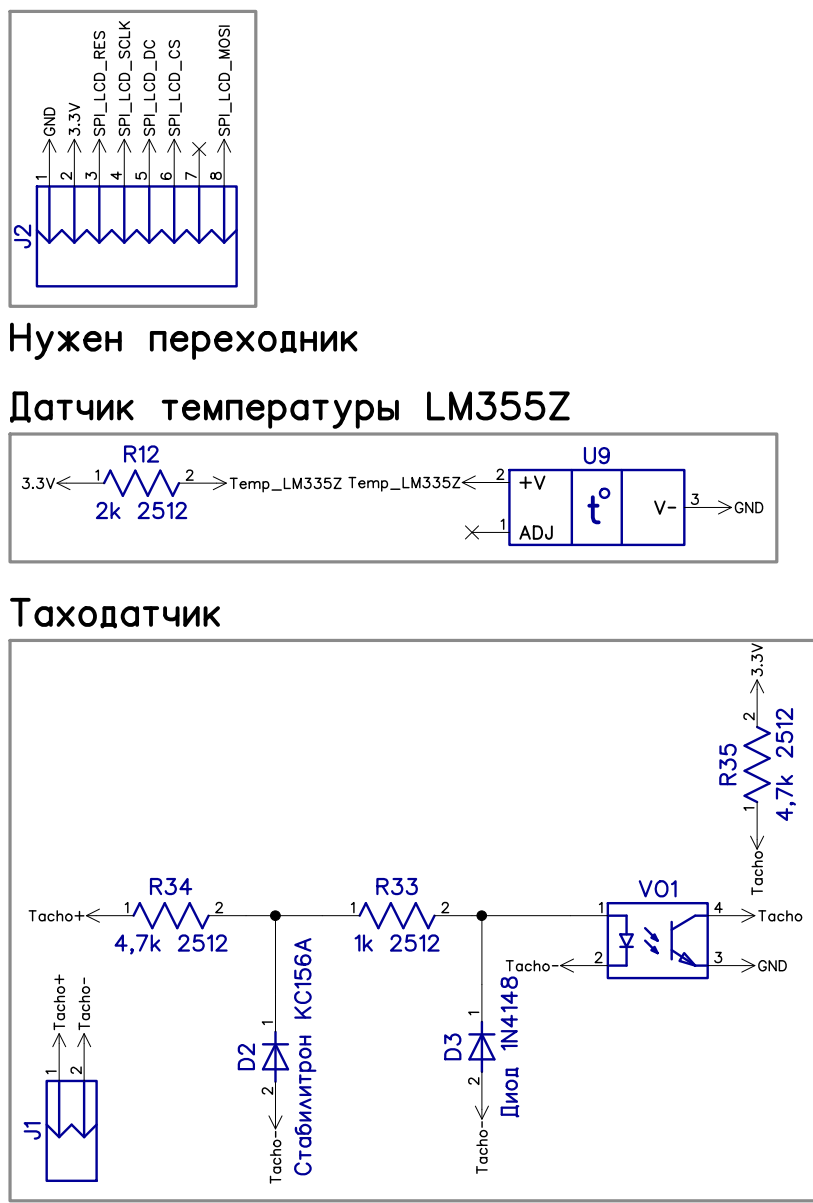 GND
3.3V
SPI_LCD_RES
SPI_LCD_SCLK
SPI_LCD_DC
SPI_LCD_CS
SPI_LCD_MOSI
1
2
3
4
5
6
7
8
J2
Нужен переходник
Датчик температуры LM355Z
R12
3.3V
1
2
Temp_LM335Z
2k 2512
U9
Temp_LM335Z
2
+V
t°
V-
3
GND
1
ADJ
Таходатчик
3.3V
2
R35
4,7k 2512
1
Tacho
R34
Tacho+
1
2
4,7k 2512
R33
1
2
1k 2512
VO1
1
4
Tacho
Tacho-
2
3
GND
1
D2
2
Tacho-
Стабилитрон КС156А
1
D3
2
Tacho-
Диод 1N4148
Tacho+
Tacho-
1
2
J1